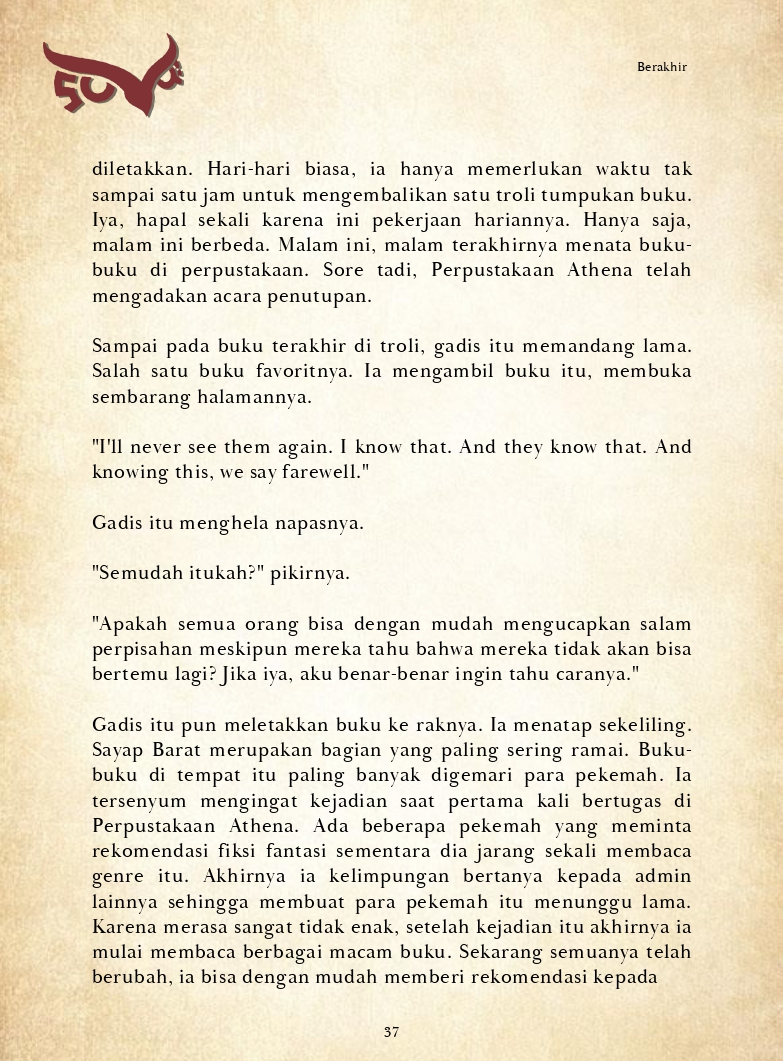 Berakhir
diletakkan. Hari-hari biasa, ia hanya memerlukan waktu tak
sampai satu jam untuk mengembalikan satu troli tumpukan buku.
Iya, hapal sekali karena ini pekerjaan hariannya. Hanya saja,
malam ini berbeda. Malam ini, malam terakhirnya menata buku-
buku di perpustakaan. Sore tadi, Perpustakaan Athena telah
mengadakan acara penutupan.
Sampai pada buku terakhir di troli, gadis itu memandang lama.
Salah satu buku favoritnya. Ia mengambil buku itu, membuka
sembarang halamannya.
"I'll never see them again. I know that. And they know that. And
knowing this, we say farewell."
Gadis itu menghela napasnya.
"Semudah itukah?" pikirnya.
"Apakah semua orang bisa dengan mudah mengucapkan salam
perpisahan meskipun mereka tahu bahwa mereka tidak akan bisa
bertemu lagi? Jika iya, aku benar-benar ingin tahu caranya."
Gadis itu pun meletakkan buku ke raknya. Ia menatap sekeliling.
Sayap Barat merupakan bagian yang paling sering ramai. Buku-
buku di tempat itu paling banyak digemari para pekemah. Ia
tersenyum mengingat kejadian saat pertama kali bertugas di
Perpustakaan Athena. Ada beberapa pekemah yang meminta
rekomendasi fiksi fantasi sementara dia jarang sekali membaca
genre itu. Akhirnya ia kelimpungan bertanya kepada admin
lainnya sehingga membuat para pekemah itu menunggu lama.
Karena merasa sangat tidak enak, setelah kejadian itu akhirnya ia
mulai membaca berbagai macam buku. Sekarang semuanya telah
berubah, ia bisa dengan mudah memberi rekomendasi kepada
37